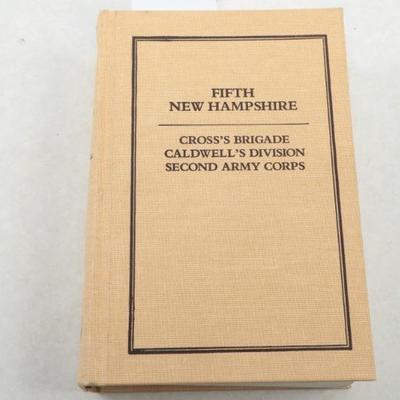 FIFTH
NEW HAMPSHIRE
CROSS'S BRIGADE
CALDWELL'S DIVISION
SECOND ARMY CORPS